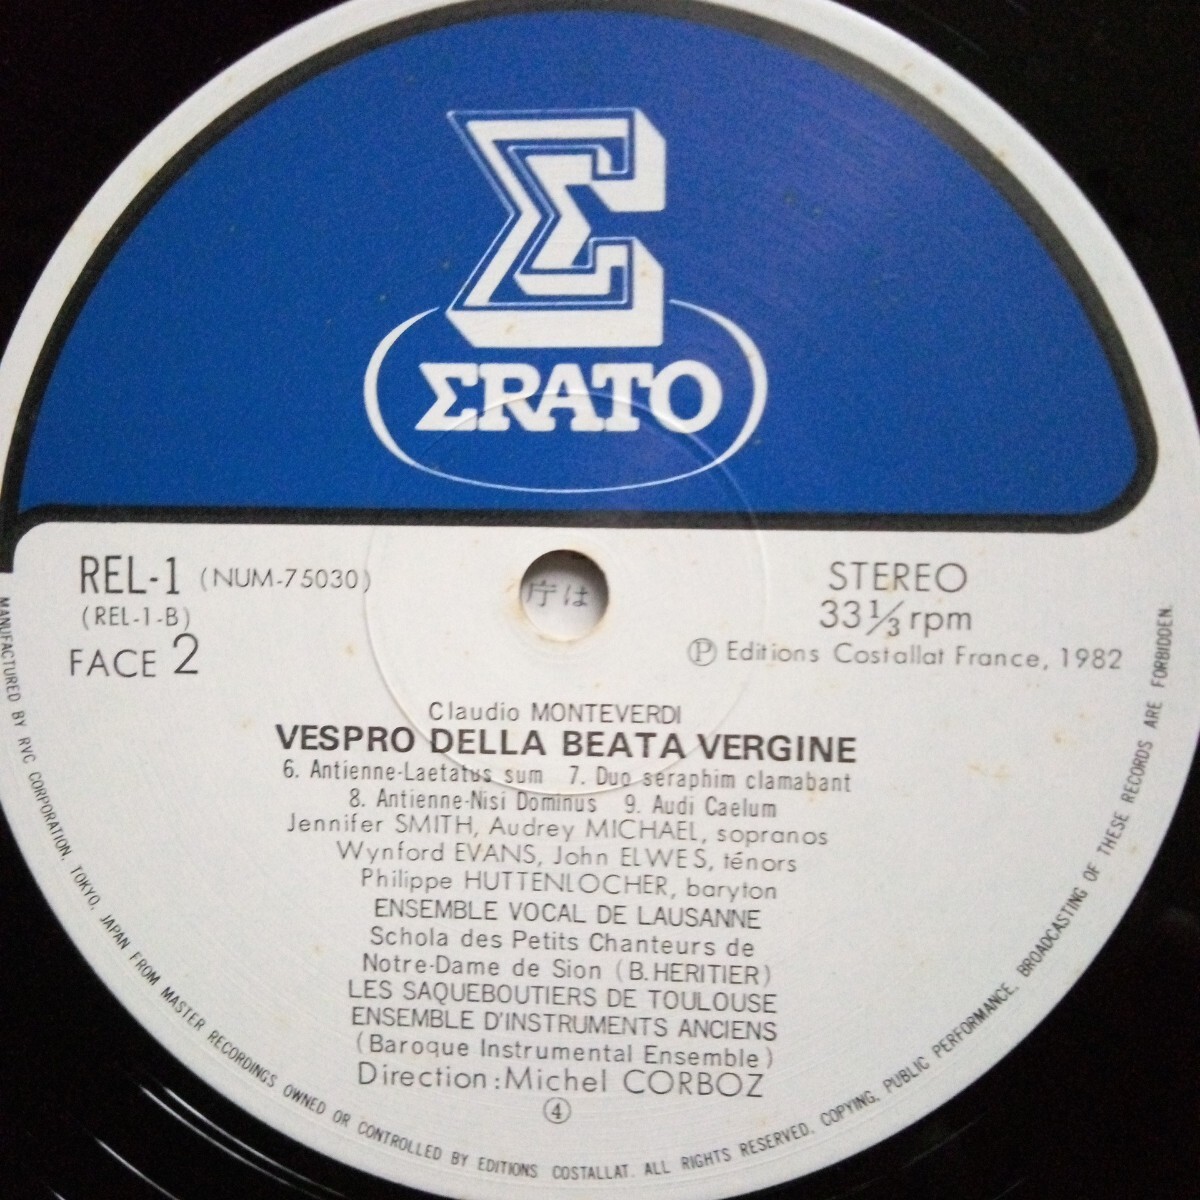 ΣRATO
REL-1 (NUM-75030)
(REL-1-B)
FACE 2
庁は
STEREO
33⅓ rpm
Ⓟ Editions Costallat France, 1982
Claudio MONTEVERDI
VESPRO DELLA BEATA VERGINE
6. Antienne-Laetatus sum 7. Duo seraphim clamabant
8. Antienne-Nisi Dominus 9. Audi Caelum
Jennifer SMITH, Audrey MICHAEL, sopranos
Wynford EVANS, John ELWES, ténors
Philippe HUTTENLOCHER, baryton
ENSEMBLE VOCAL DE LAUSANNE
Schola des Petits Chanteurs de
Notre-Dame de Sion (B.HERITIER)
LES SAQUEBOUTIERS DE TOULOUSE
ENSEMBLE D'INSTRUMENTS ANCIENS
(Baroque Instrumental Ensemble)
Direction:Michel CORBOZ
④
MANUFACTURED BY RVC CORPORATION, TOKYO, JAPAN FROM MASTER RECORDINGS OWNED OR CONTROLLED BY EDITIONS COSTALLAT. ALL RIGHTS RESERVED. COPYING, PUBLIC PERFORMANCE, BROADCASTING OF THESE RECORDS ARE FORBIDDEN.